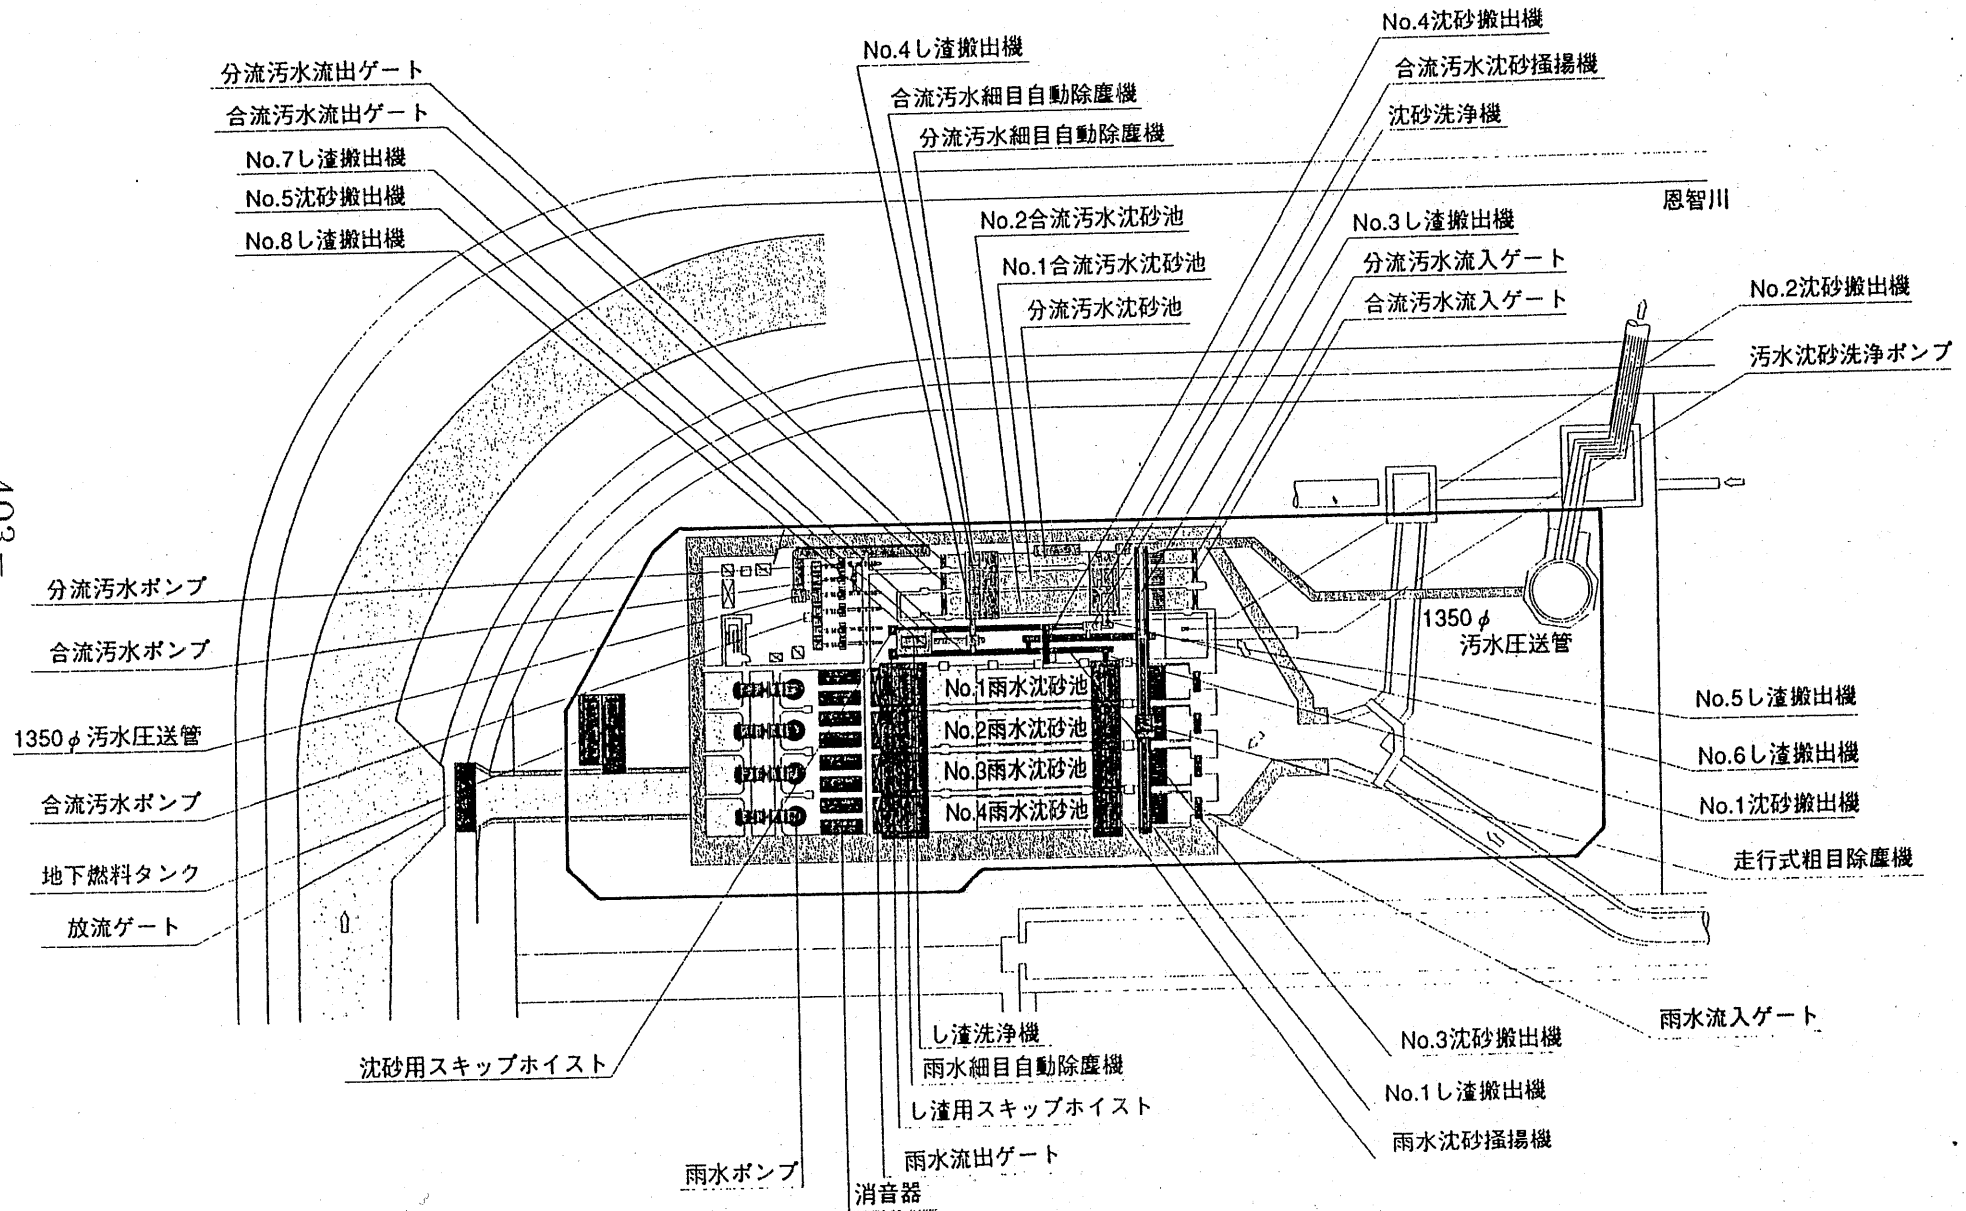 No.4沈砂搬出機
No.4し渣搬出機
合流汚水沈砂掻揚機
分流汚水流出ゲート
合流汚水細目自動除塵機
沈砂洗浄機
合流汚水流出ゲート
分流汚水細目自動除塵機
No.7し渣搬出機
No.5沈砂搬出機
恩智川
No.8し渣搬出機
No.2合流汚水沈砂池
No.3し渣搬出機
No.1合流汚水沈砂池
分流汚水流入ゲート
No.2沈砂搬出機
分流汚水沈砂池
合流汚水流入ゲート
汚水沈砂洗浄ポンプ
403
分流汚水ポンプ
1350φ
汚水圧送管
合流汚水ポンプ
No.1雨水沈砂池
No.5し渣搬出機
1350φ汚水圧送管
No.2雨水沈砂池
No.6し渣搬出機
No.3雨水沈砂池
合流汚水ポンプ
No.4雨水沈砂池
No.1沈砂搬出機
地下燃料タンク
走行式粗目除塵機
放流ゲート
し渣洗浄機
雨水流入ゲート
No.3沈砂搬出機
沈砂用スキップホイスト
雨水細目自動除塵機
No.1し渣搬出機
し渣用スキップホイスト
雨水沈砂掻揚機
雨水流出ゲート
雨水ポンプ
消音器